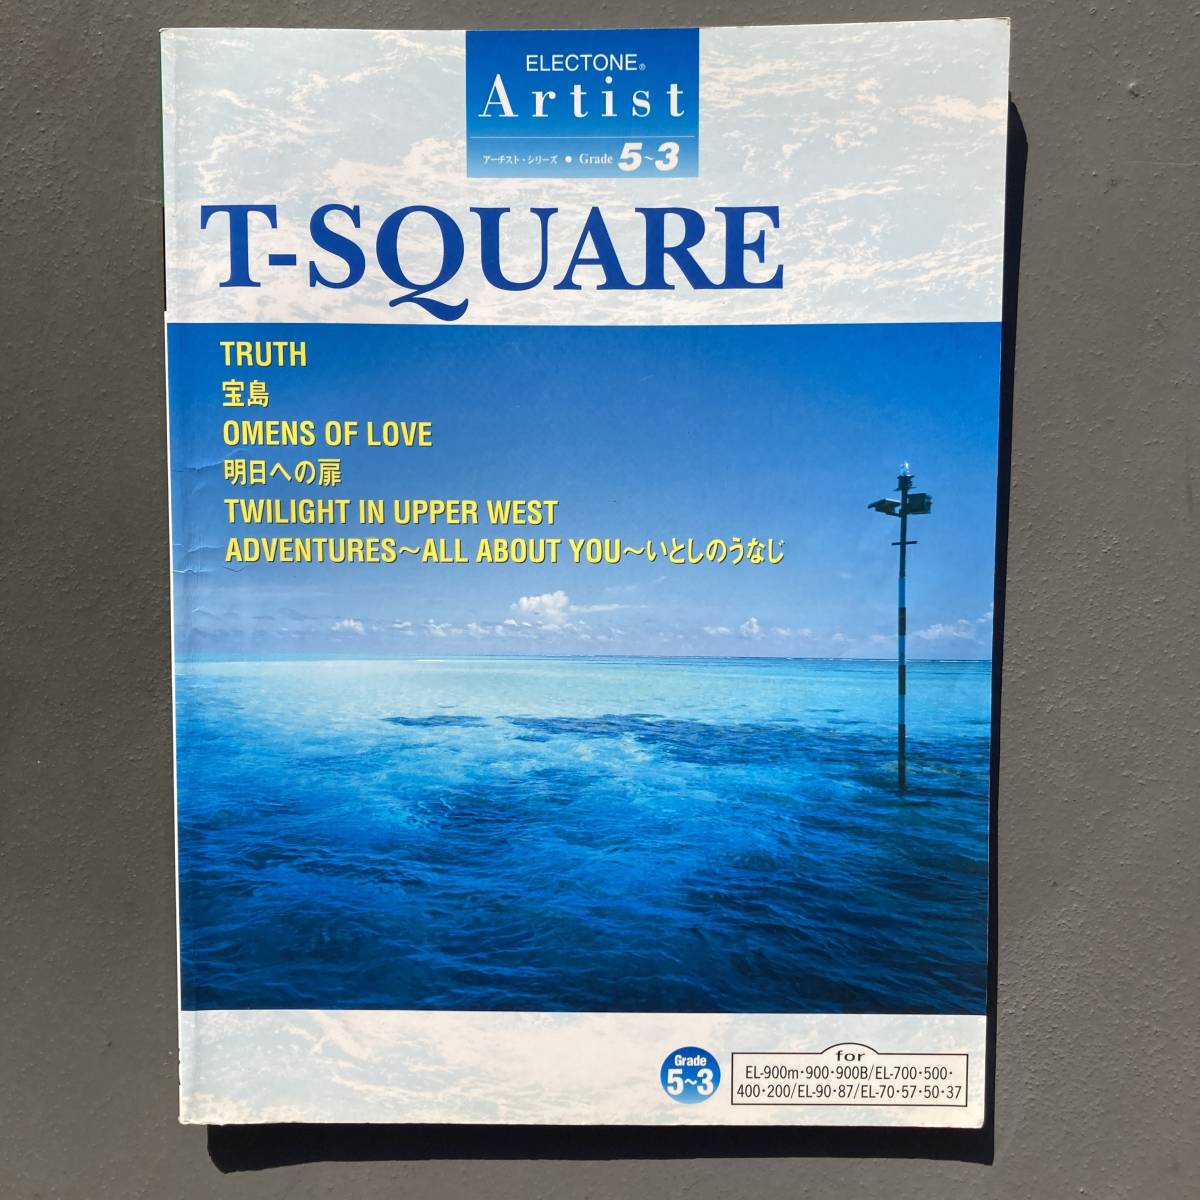 ELECTONE®
Artist
アーチスト・シリーズ ● Grade 5~3
T-SQUARE
TRUTH
宝島
OMENS OF LOVE
明日への扉
TWILIGHT IN UPPER WEST
ADVENTURES～ALL ABOUT YOU～いとしのうなじ
Grade
5~3
for
EL-900m・900・900B/EL-700・500・
400・200/EL-90・87/EL-70・57・50・37